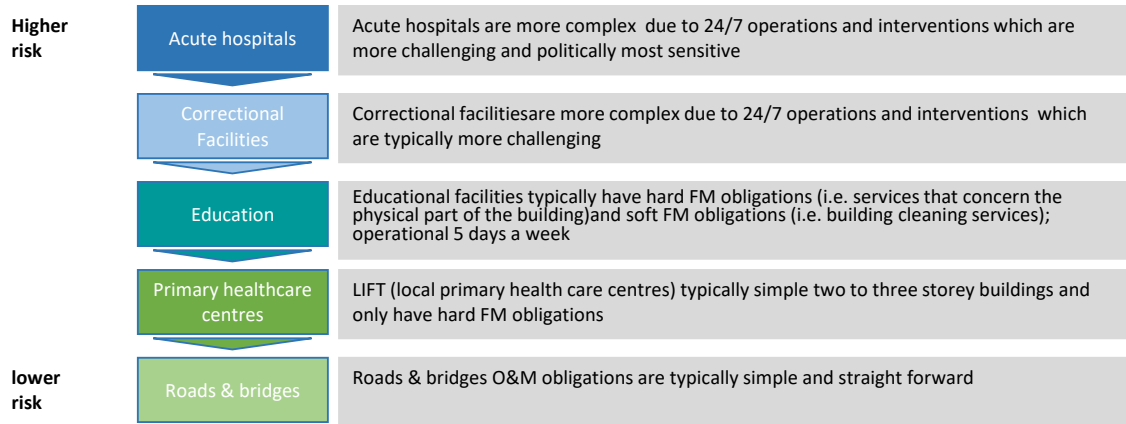 Higher
risk
Acute hospitals
Acute hospitals are more complex due to 24/7 operations and interventions which are
more challenging and politically most sensitive
Correctional
Facilities
Correctional facilitiesare more complex due to 24/7 operations and interventions which
are typically more challenging
Education
Educational facilities typically have hard FM obligations (i.e. services that concern the
physical part of the building)and soft FM obligations (i.e. building cleaning services);
operational 5 days a week
Primary healthcare
centres
LIFT (local primary health care centres) typically simple two to three storey buildings and
only have hard FM obligations
lower
risk
Roads & bridges
Roads & bridges O&M obligations are typically simple and straight forward